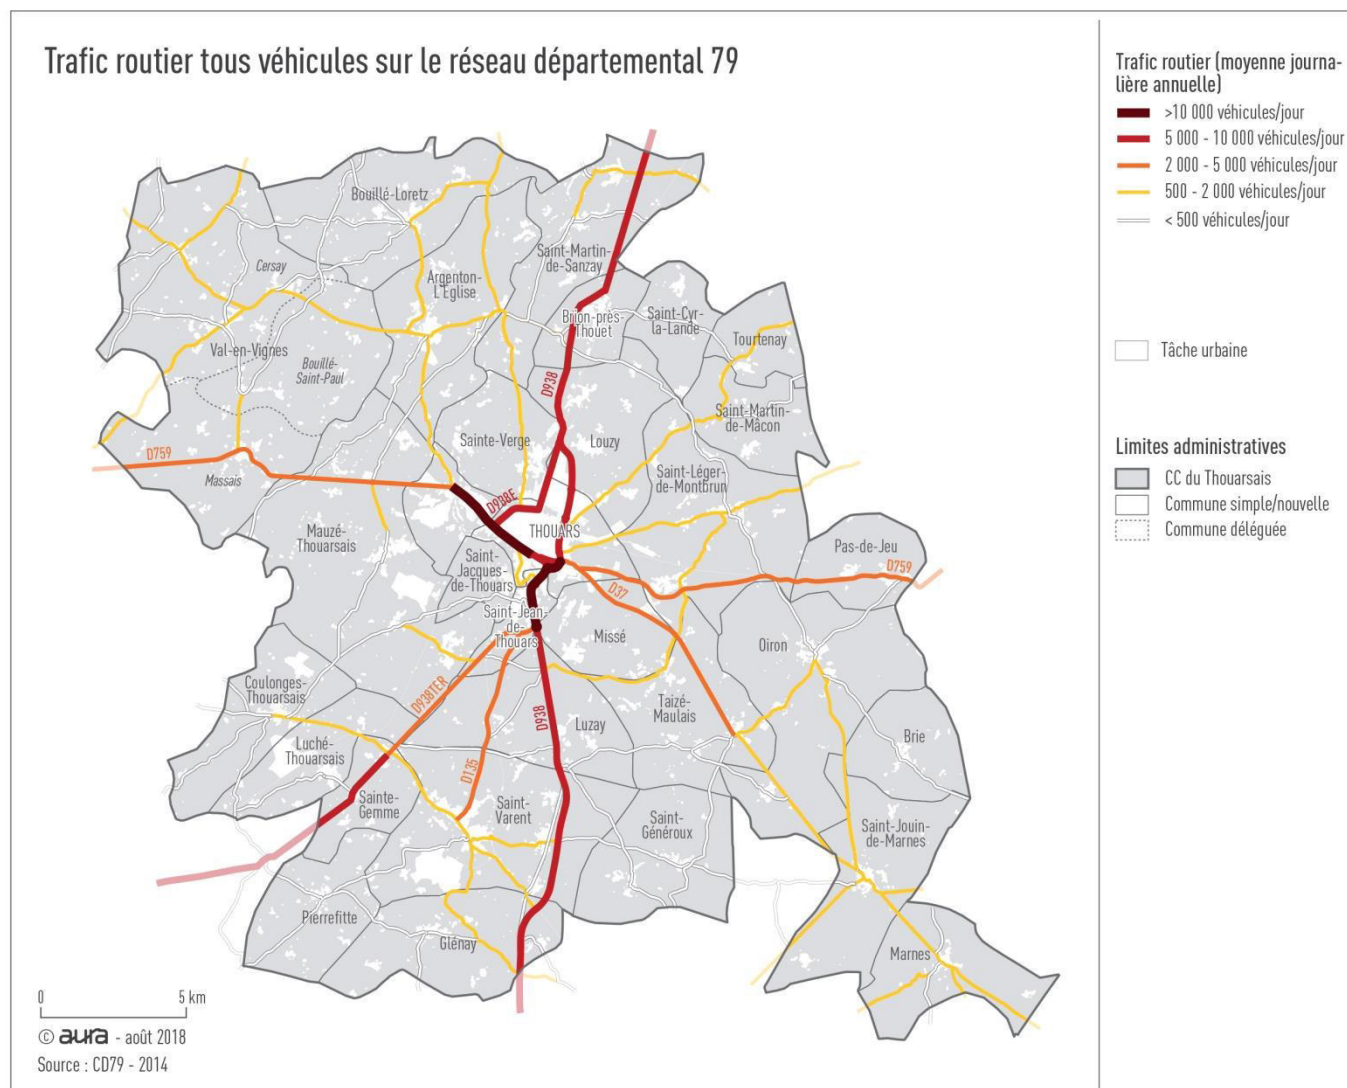 Trafic routier tous véhicules sur le réseau départemental 79
Trafic routier (moyenne journa-
lière annuelle)
>10 000 véhicules/jour
5 000 - 10 000 véhicules/jour
2 000 - 5 000 véhicules/jour
500 - 2 000 véhicules/jour
< 500 véhicules/jour
Tâche urbaine
Limites administratives
CC du Thouarsais
Commune simple/nouvelle
Commune déléguée
Bouillé-Loretz
Saint-Martin-
de-Sanzay
Cersay
Argenton-
L'Eglise
Brion-près-
Thouet
Saint-Cyr-
la-Lande
Tourtenay
Val-en-Vignes
Bouillé-
Saint-Paul
D938
Saint-Martin-
de-Mâcon
Sainte-Verge
Louzy
D759
Massais
Saint-Léger-
de-Montbrun
D938E
THOUARS
Mauzé-
Thouarsais
Pas-de-Jeu
Saint-
Jacques-
de-Thouars
D759
D37
Saint-Jean-
de-
Thouars
Missé
Oiron
Coulonges-
Thouarsais
D938TER
Taizé-
Maulais
D938
Luzay
Brie
Luché-
Thouarsais
D135
Sainte-
Gemme
Saint-
Varent
Saint-
Généroux
Saint-Jouin-
de-Marnes
Pierrefitte
Glénay
Marnes
0 5 km
© aura - août 2018
Source : CD79 - 2014